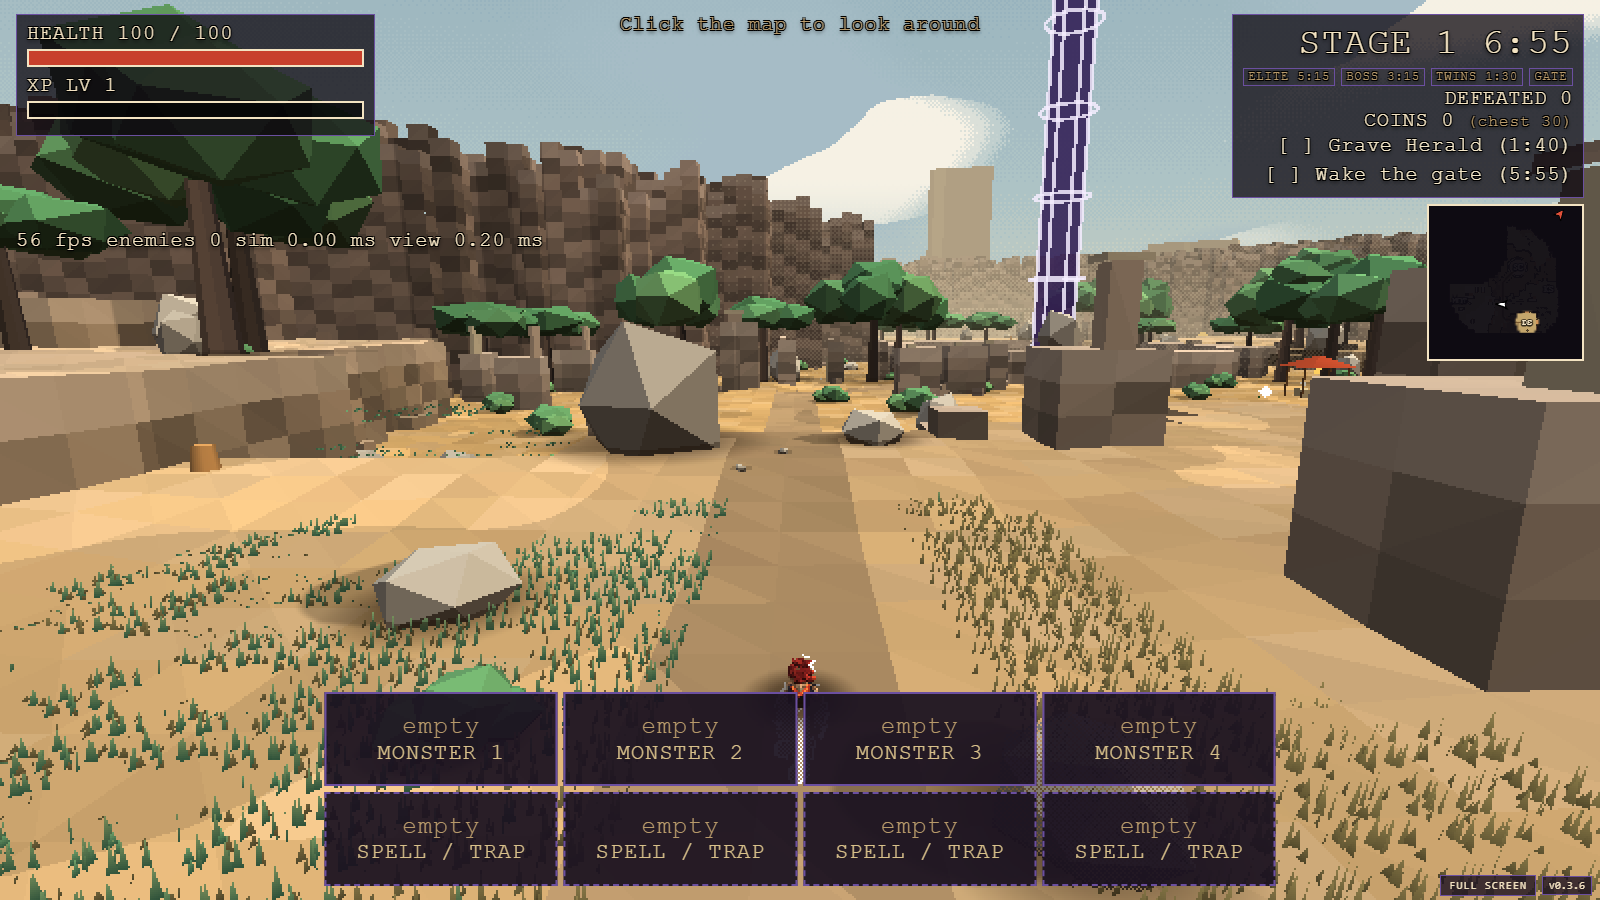 HEALTH 100 / 100
XP LV 1
Click the map to look around
STAGE 1 6:55
ELITE 5:15 BOSS 3:15 TWINS 1:30 GATE
DEFEATED 0
COINS 0 (chest 30)
[ ] Grave Herald (1:40)
[ ] Wake the gate (5:55)
56 fps enemies 0 sim 0.00 ms view 0.20 ms
empty
MONSTER 1
empty
MONSTER 2
empty
MONSTER 3
empty
MONSTER 4
empty
SPELL / TRAP
empty
SPELL / TRAP
empty
SPELL / TRAP
empty
SPELL / TRAP
FULL SCREEN
v0.3.6